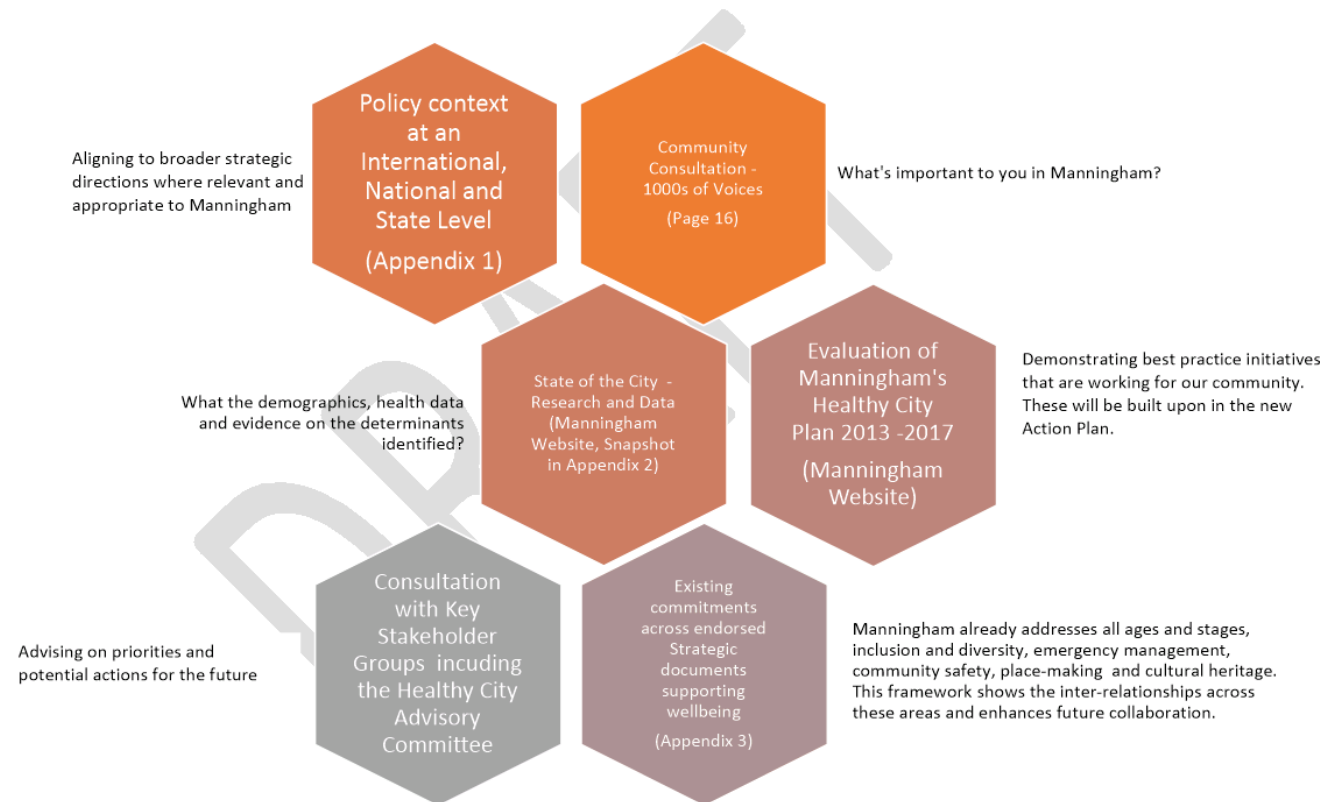 Policy context
at an
International,
National and
State Level
(Appendix 1)
Community
Consultation -
1000s of Voices
(Page 16)
Aligning to broader strategic
directions where relevant and
appropriate to Manningham
What's important to you in Manningham?
State of the City -
Research and Data
(Manningham
Website, Snapshot
in Appendix 2)
Evaluation of
Manningham's
Healthy City
Plan 2013 -2017
(Manningham
Website)
What the demographics, health data
and evidence on the determinants
identified?
Demonstrating best practice initiatives
that are working for our community.
These will be built upon in the new
Action Plan.
Consultation
with Key
Stakeholder
Groups incuding
the Healthy City
Advisory
Committee
Existing
commitments
across endorsed
Strategic
documents
supporting
wellbeing
(Appendix 3)
Advising on priorities and
potential actions for the future
Manningham already addresses all ages and stages,
inclusion and diversity, emergency management,
community safety, place-making and cultural heritage.
This framework shows the inter-relationships across
these areas and enhances future collaboration.
DRAFT